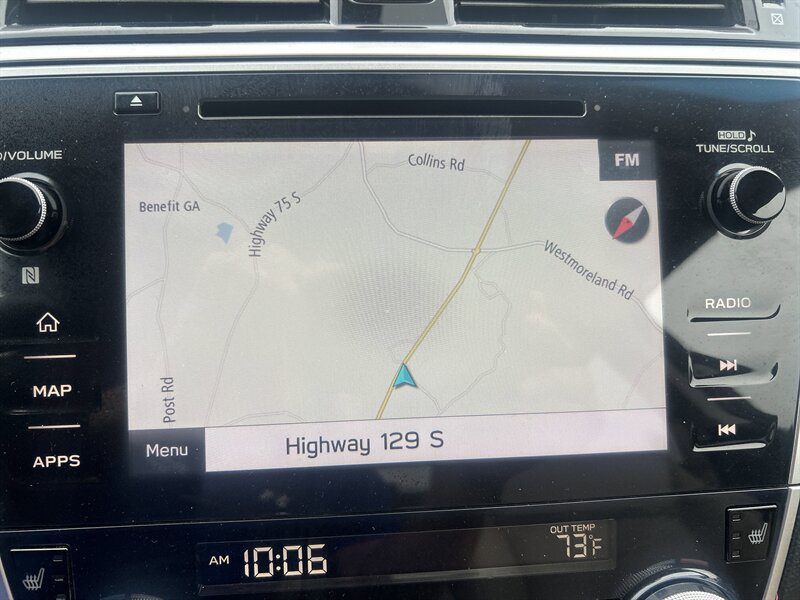 /VOLUME
HOLD
TUNE/SCROLL
FM
Collins Rd
Benefit GA
Highway 75 S
Westmoreland Rd
RADIO
MAP
Post Rd
APPS
Menu
Highway 129 S
AM 10:06
OUT TEMP
73°F